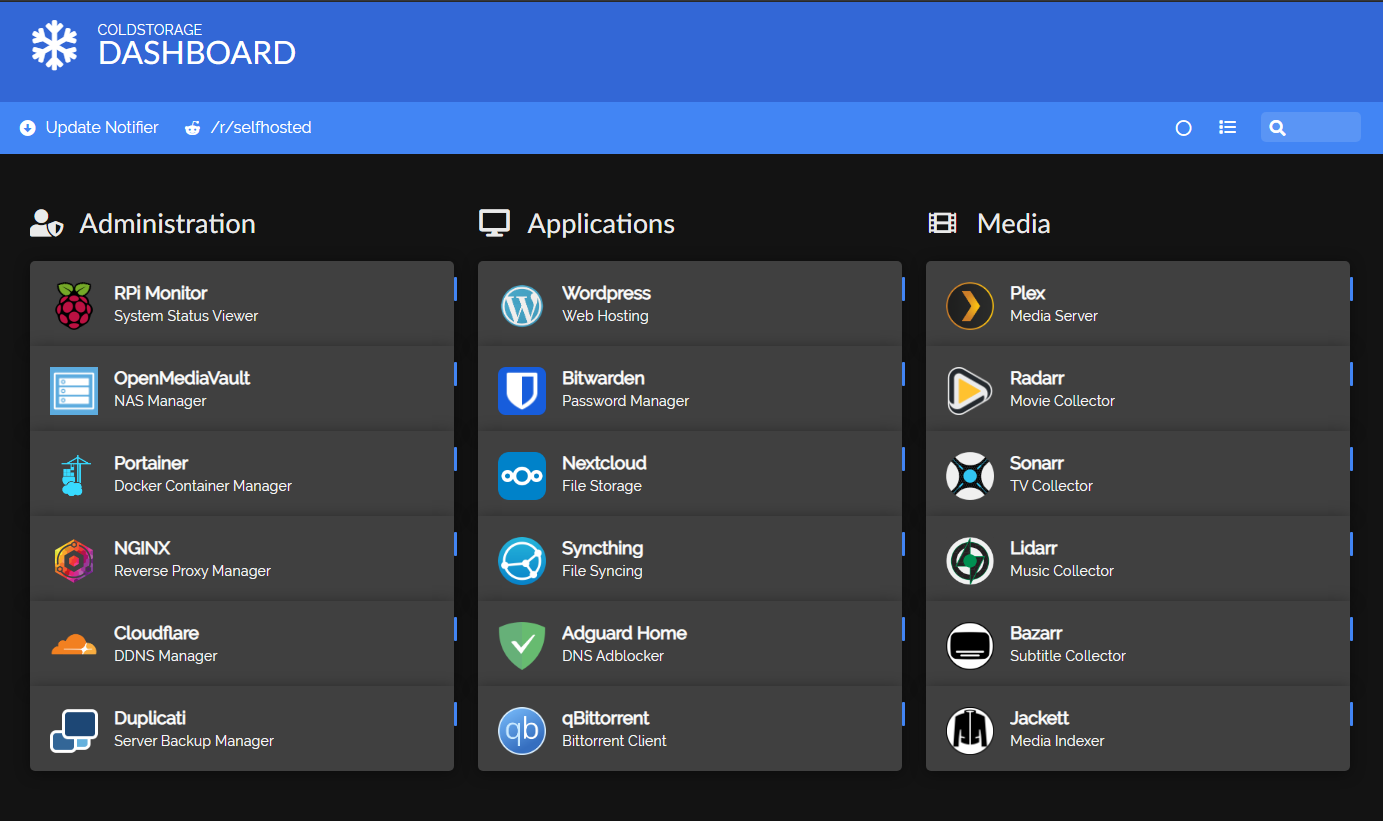 COLDSTORAGE
DASHBOARD
Update Notifier
/r/selfhosted
Administration
RPi Monitor
System Status Viewer
OpenMediaVault
NAS Manager
Portainer
Docker Container Manager
NGINX
Reverse Proxy Manager
Cloudflare
DDNS Manager
Duplicati
Server Backup Manager
Applications
Wordpress
Web Hosting
Bitwarden
Password Manager
Nextcloud
File Storage
Syncthing
File Syncing
Adguard Home
DNS Adblocker
qb
qBittorrent
Bittorrent Client
Media
Plex
Media Server
Radarr
Movie Collector
Sonarr
TV Collector
Lidarr
Music Collector
Bazarr
Subtitle Collector
Jackett
Media Indexer